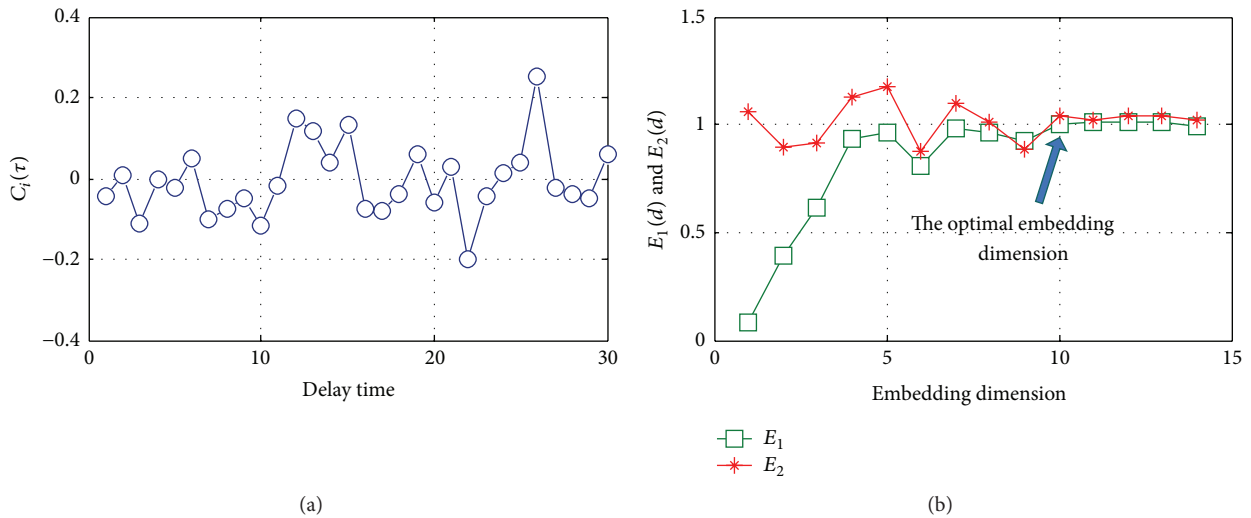 0.4
0.2
0
−0.2
−0.4
C_i(τ)
0
10
20
30
Delay time
(a)
1.5
1
0.5
0
E_1(d) and E_2(d)
The optimal embedding
dimension
0
5
10
15
Embedding dimension
E_1
E_2
(b)